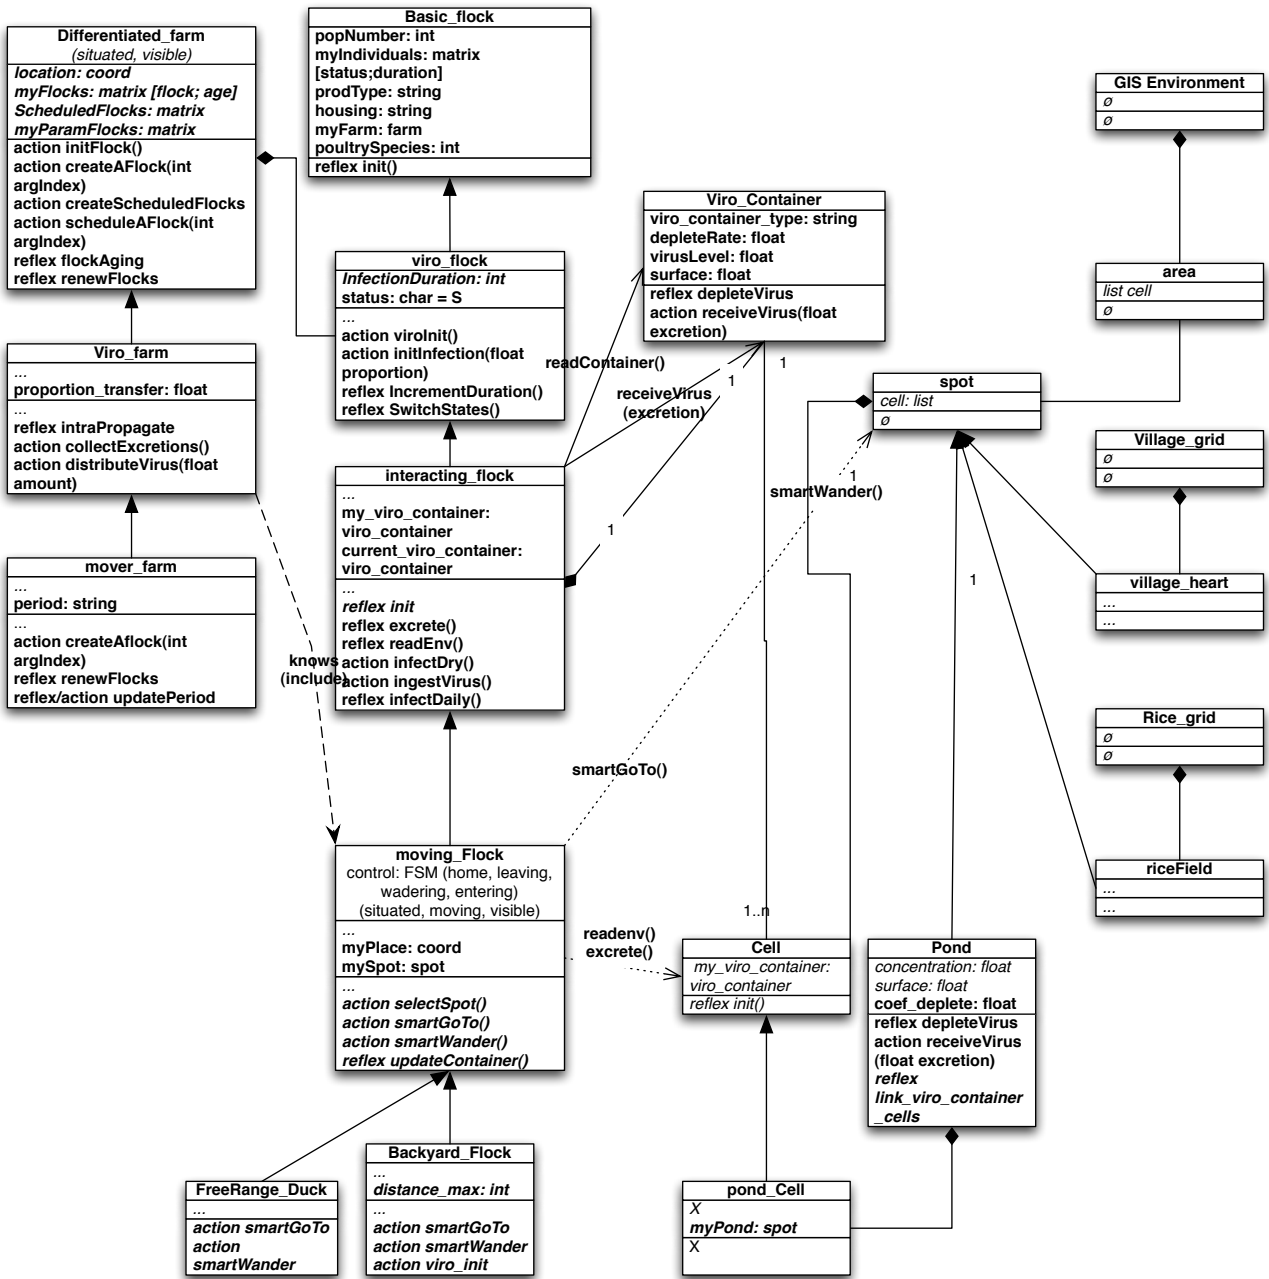 Differentiated_farm
(situated, visible)
location: coord
myFlocks: matrix [flock; age]
ScheduledFlocks: matrix
myParamFlocks: matrix
action initFlock()
action createAFlock(int
argIndex)
action createScheduledFlocks
action scheduleAFlock(int
argIndex)
reflex flockAging
reflex renewFlocks
Basic_flock
popNumber: int
myIndividuals: matrix
[status;duration]
prodType: string
housing: string
myFarm: farm
poultrySpecies: int
reflex init()
GIS Environment
ø
ø
Viro_Container
viro_container_type: string
depleteRate: float
virusLevel: float
surface: float
reflex depleteVirus
action receiveVirus(float
excretion)
viro_flock
InfectionDuration: int
status: char = S
...
action viroInit()
action initInfection(float
proportion)
reflex IncrementDuration()
reflex SwitchStates()
area
list cell
ø
Viro_farm
...
proportion_transfer: float
...
reflex intraPropagate
action collectExcretions()
action distributeVirus(float
amount)
readContainer()
receiveVirus
(excretion)
1
1
1
spot
cell: list
ø
1
smartWander()
Village_grid
ø
ø
interacting_flock
...
my_viro_container:
viro_container
current_viro_container:
viro_container
...
reflex init
reflex excrete()
reflex readEnv()
action infectDry()
action ingestVirus()
reflex infectDaily()
mover_farm
...
period: string
...
action createAflock(int
argIndex)
reflex renewFlocks
reflex/action updatePeriod
knows
(include)
1
village_heart
...
...
Rice_grid
ø
ø
smartGoTo()
moving_Flock
control: FSM (home, leaving,
wadering, entering)
(situated, moving, visible)
...
myPlace: coord
mySpot: spot
...
action selectSpot()
action smartGoTo()
action smartWander()
reflex updateContainer()
riceField
...
...
readenv()
excrete()
1..n
Cell
my_viro_container:
viro_container
reflex init()
Pond
concentration: float
surface: float
coef_deplete: float
reflex depleteVirus
action receiveVirus
(float excretion)
reflex
link_viro_container
_cells
FreeRange_Duck
...
action smartGoTo
action
smartWander
Backyard_Flock
...
distance_max: int
...
action smartGoTo
action smartWander
action viro_init
pond_Cell
X
myPond: spot
X